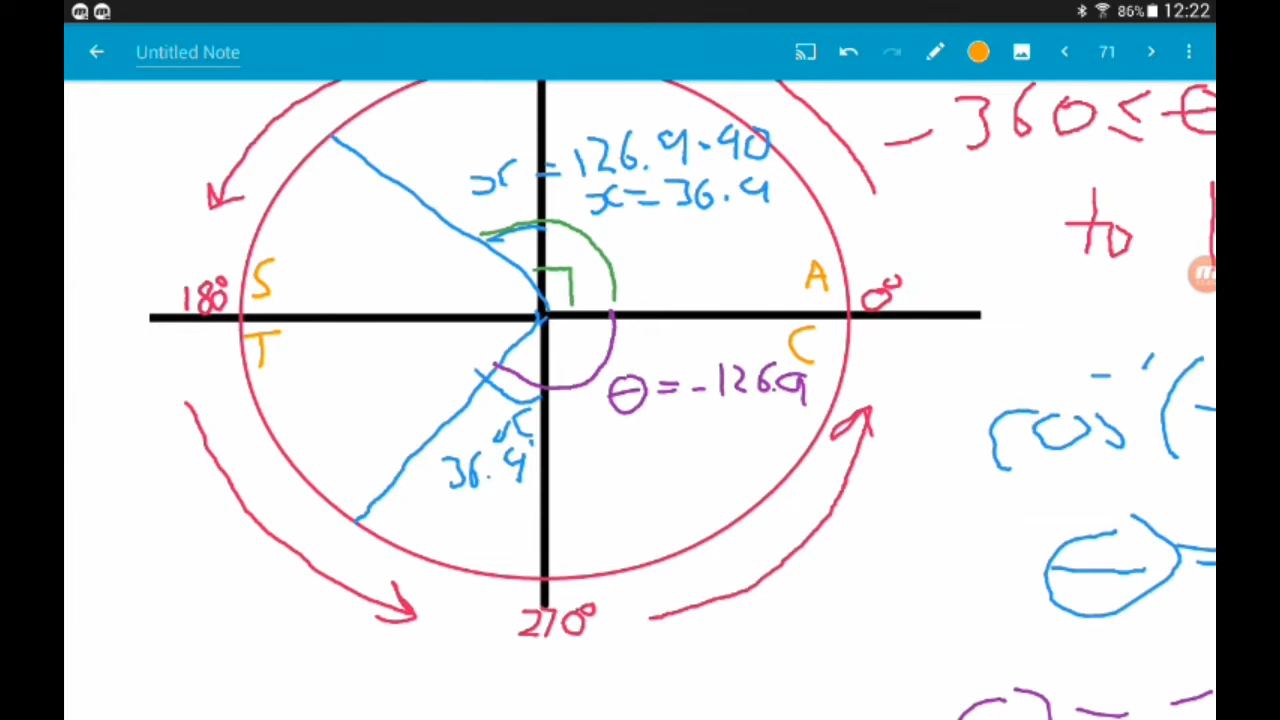 86% 12:22
Untitled Note
71
-360≤θ
x=126.9-90
x=36.9
to
S
A
180°
0°
T
C
θ=-126.9
cos⁻¹(-
x
36.9
θ=
270°